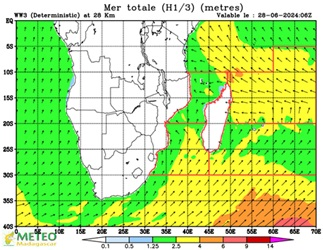 Mer totale (H1/3) (metres)
WW3 (Deterministic) at 28 Km
Valable le : 28-06-2024:06Z
EQ
5S
10S
15S
20S
25S
30S
35S
40S
0
5E
10E
15E
20E
25E
30E
35E
40E
45E
50E
55E
60E
65E
70E
METEO
Madagascar
0.1
0.5
1.25
2.5
4
6
9
14